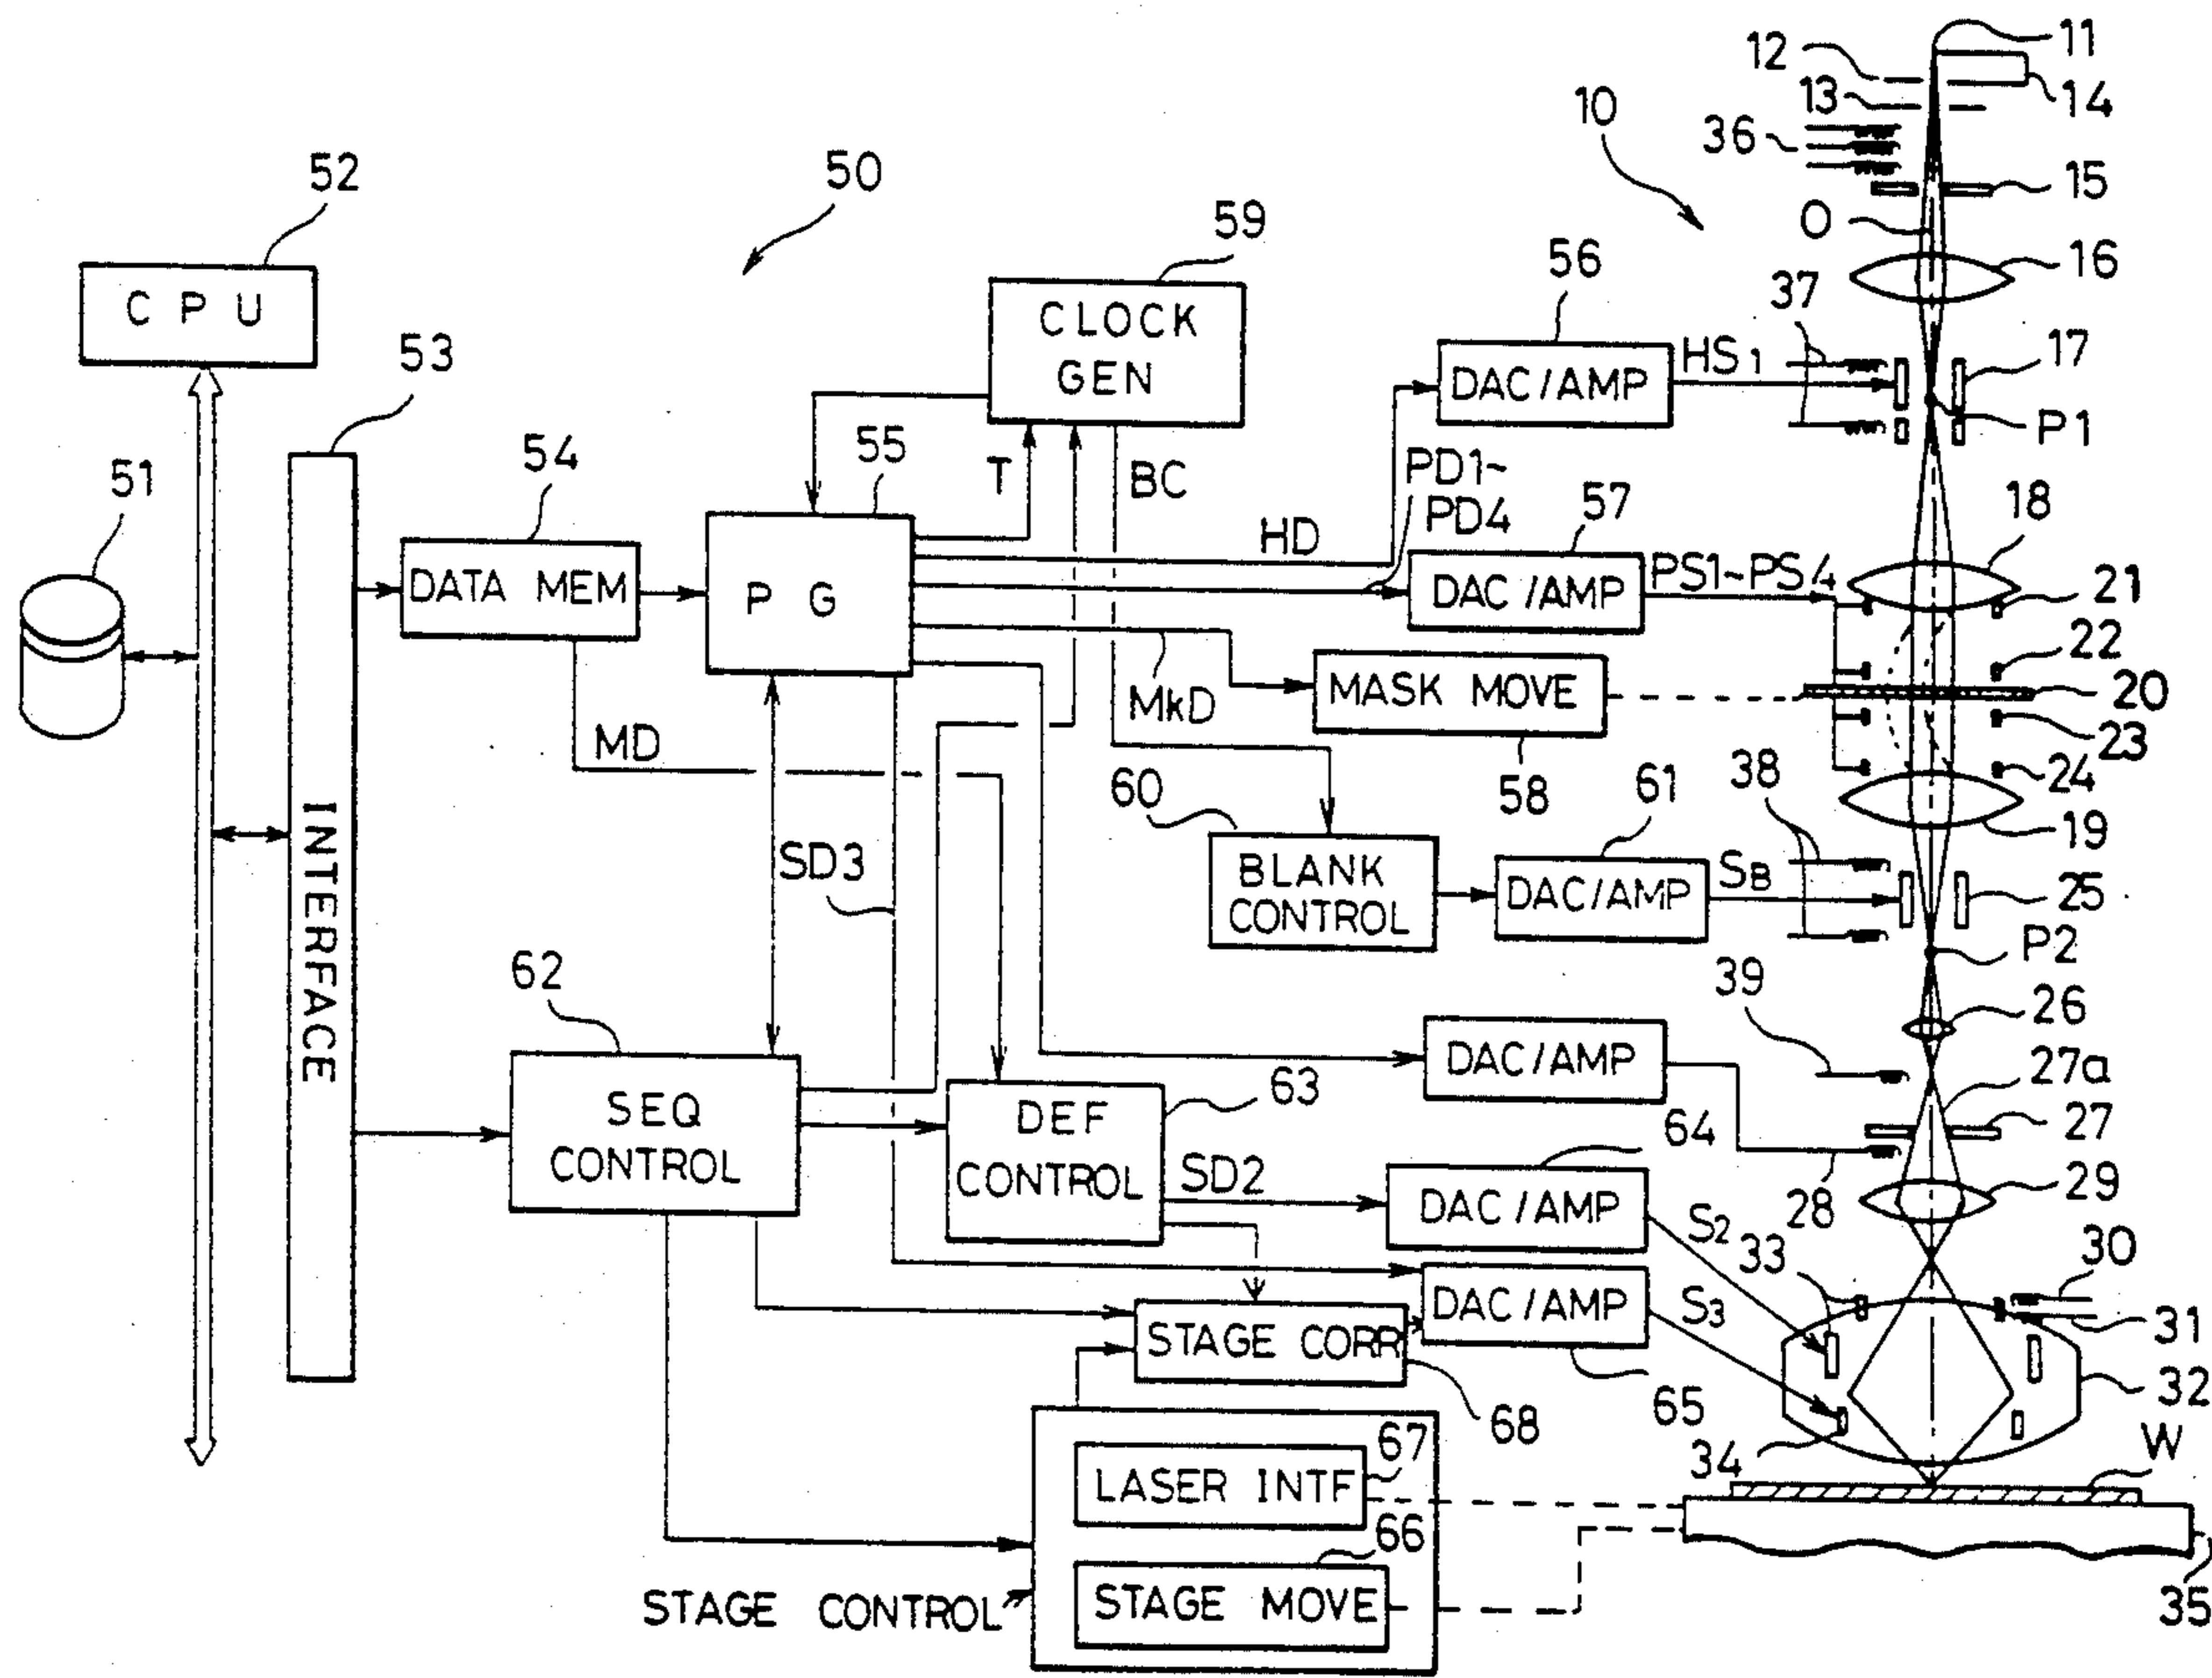 11
12
13
14
10
36
15
52
50
O
59
56
16
C P U
37
53
CLOCK
GEN
DAC/AMP
HS1
17
P1
51
54
55
T
BC
PD1~
PD4
57
18
HD
DATA MEM
P G
DAC/AMP
PS1~PS4
21
22
MASK MOVE
20
MkD
23
MD
24
58
38
60
61
19
INTERFACE
SD3
BLANK
CONTROL
DAC/AMP
SB
25
P2
62
39
26
DAC/AMP
27a
SEQ
CONTROL
DEF
CONTROL
63
27
64
SD2
DAC/AMP
28
29
S2
33
30
DAC/AMP
S3
31
STAGE CORR
32
68
65
W
67
34
LASER INTF
66
STAGE CONTROL
STAGE MOVE
35